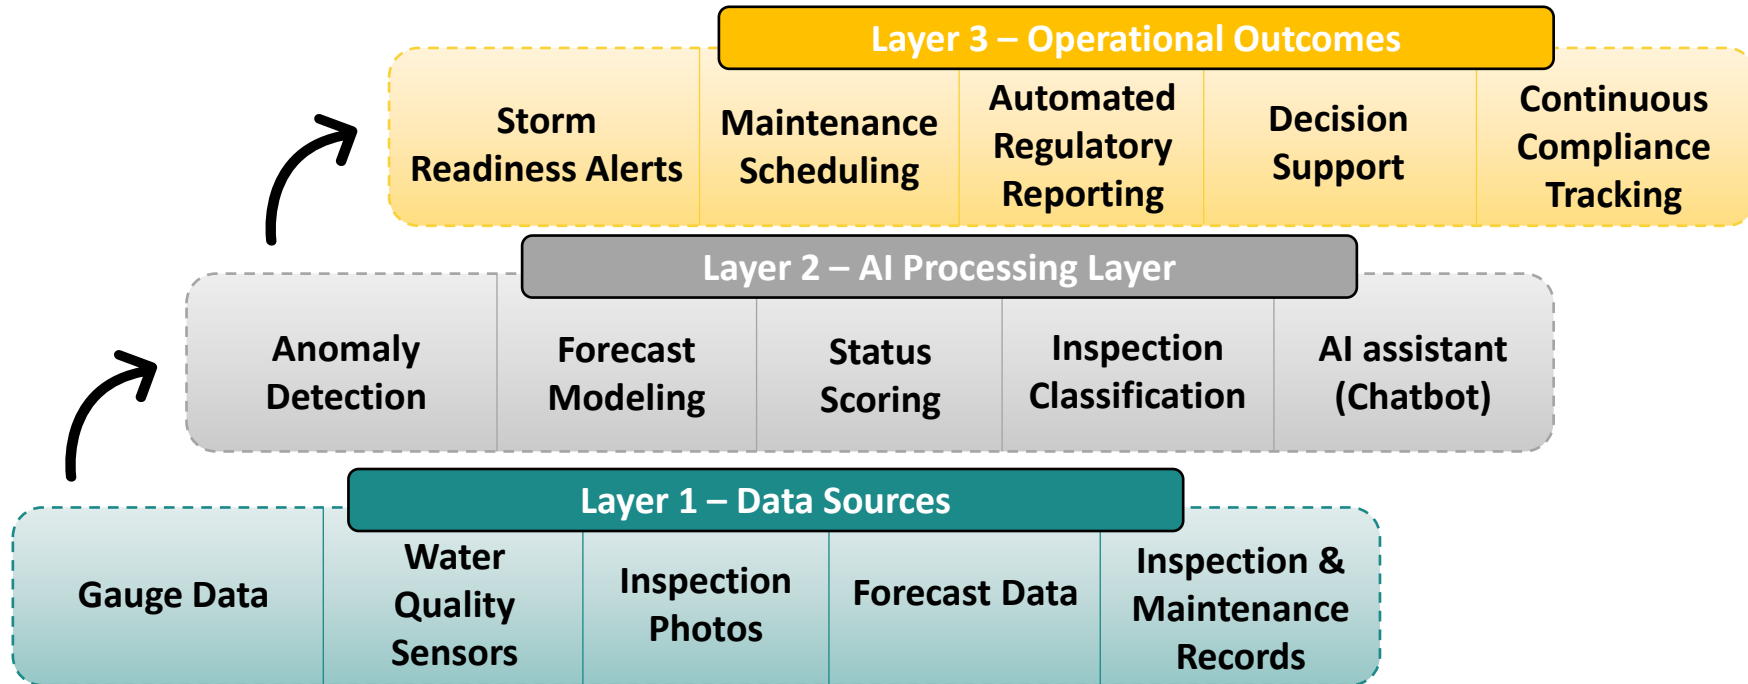 Layer 3 – Operational Outcomes
Storm
Readiness Alerts
Maintenance
Scheduling
Automated
Regulatory
Reporting
Decision
Support
Continuous
Compliance
Tracking
Layer 2 – AI Processing Layer
Anomaly
Detection
Forecast
Modeling
Status
Scoring
Inspection
Classification
AI assistant
(Chatbot)
Layer 1 – Data Sources
Gauge Data
Water
Quality
Sensors
Inspection
Photos
Forecast Data
Inspection &
Maintenance
Records